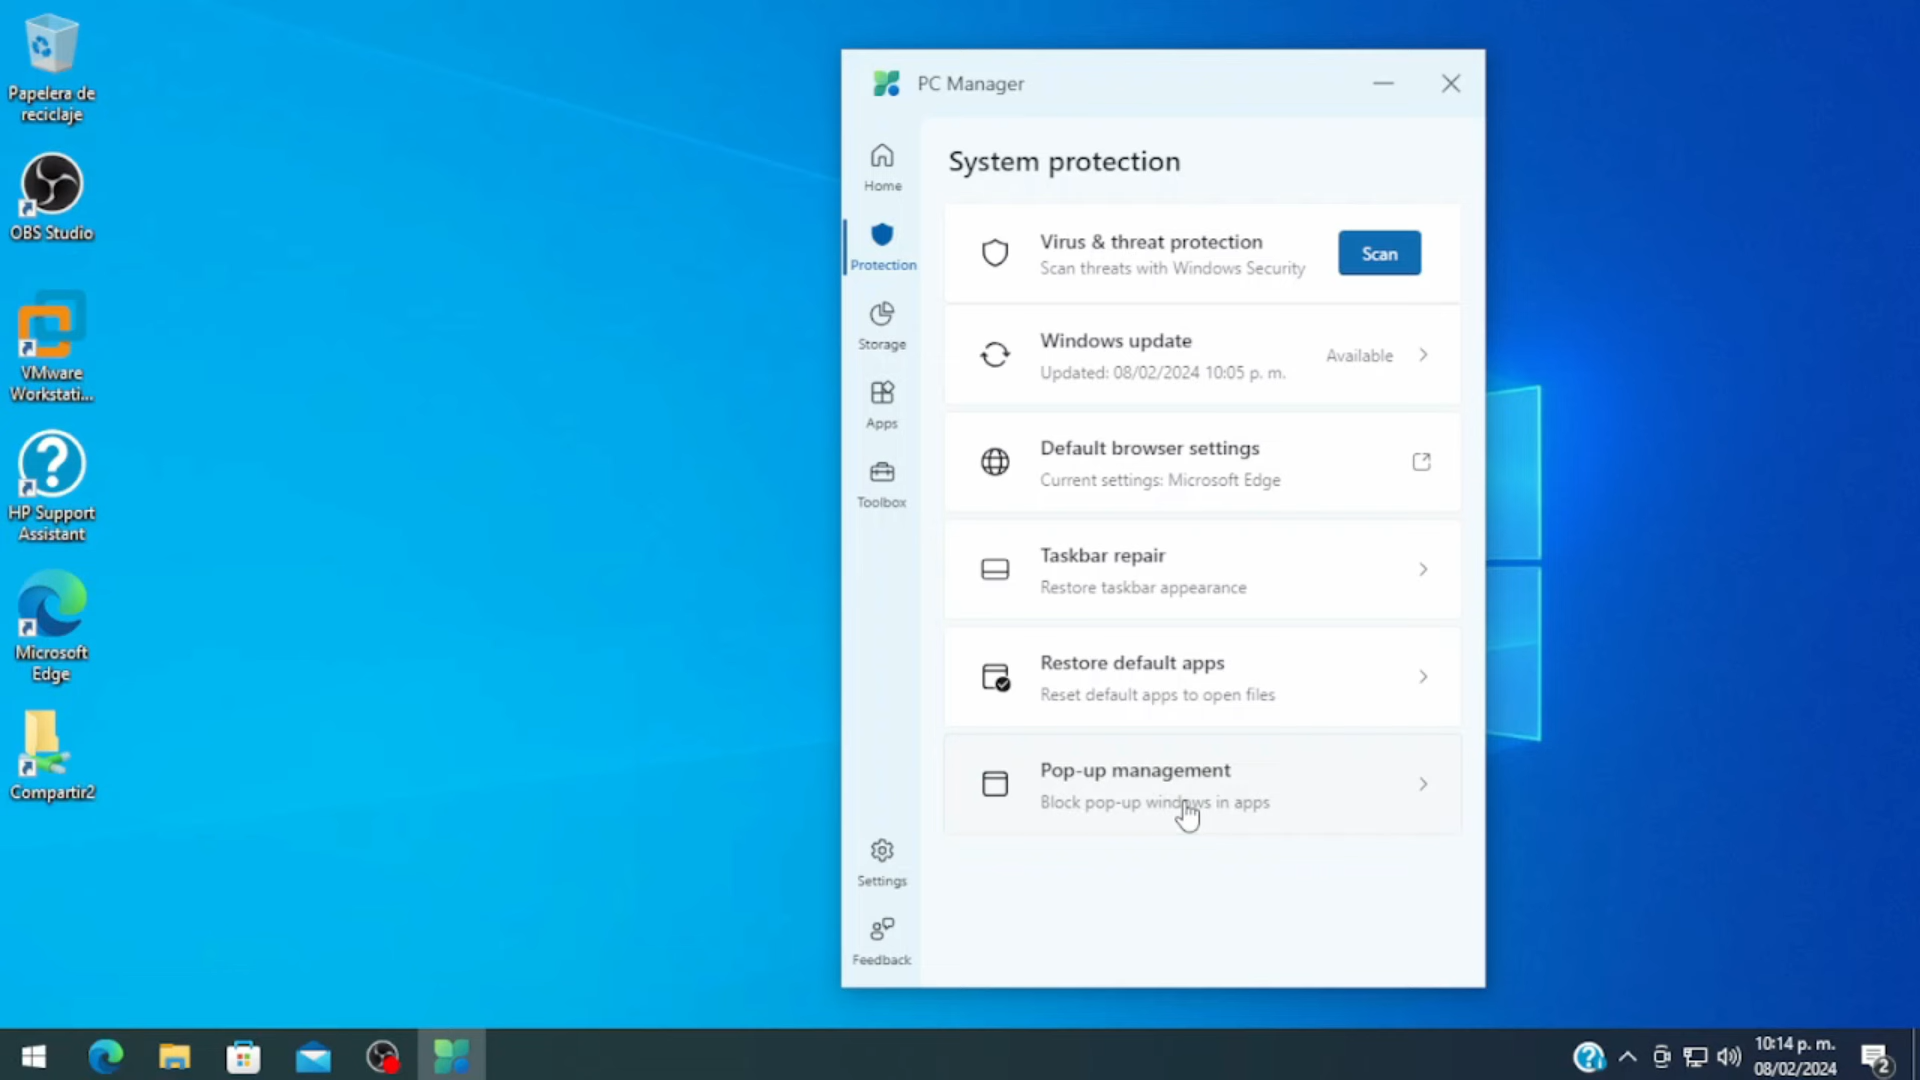 Papelera de
reciclaje
OBS Studio
VMware
Workstati...
HP Support
Assistant
Microsoft
Edge
Compartir2
PC Manager
Home
Protection
Storage
Apps
Toolbox
Settings
Feedback
System protection
Virus & threat protection
Scan threats with Windows Security
Scan
Windows update
Updated: 08/02/2024 10:05 p. m.
Available
Default browser settings
Current settings: Microsoft Edge
Taskbar repair
Restore taskbar appearance
Restore default apps
Reset default apps to open files
Pop-up management
Block pop-up windows in apps
10:14 p. m.
08/02/2024
2